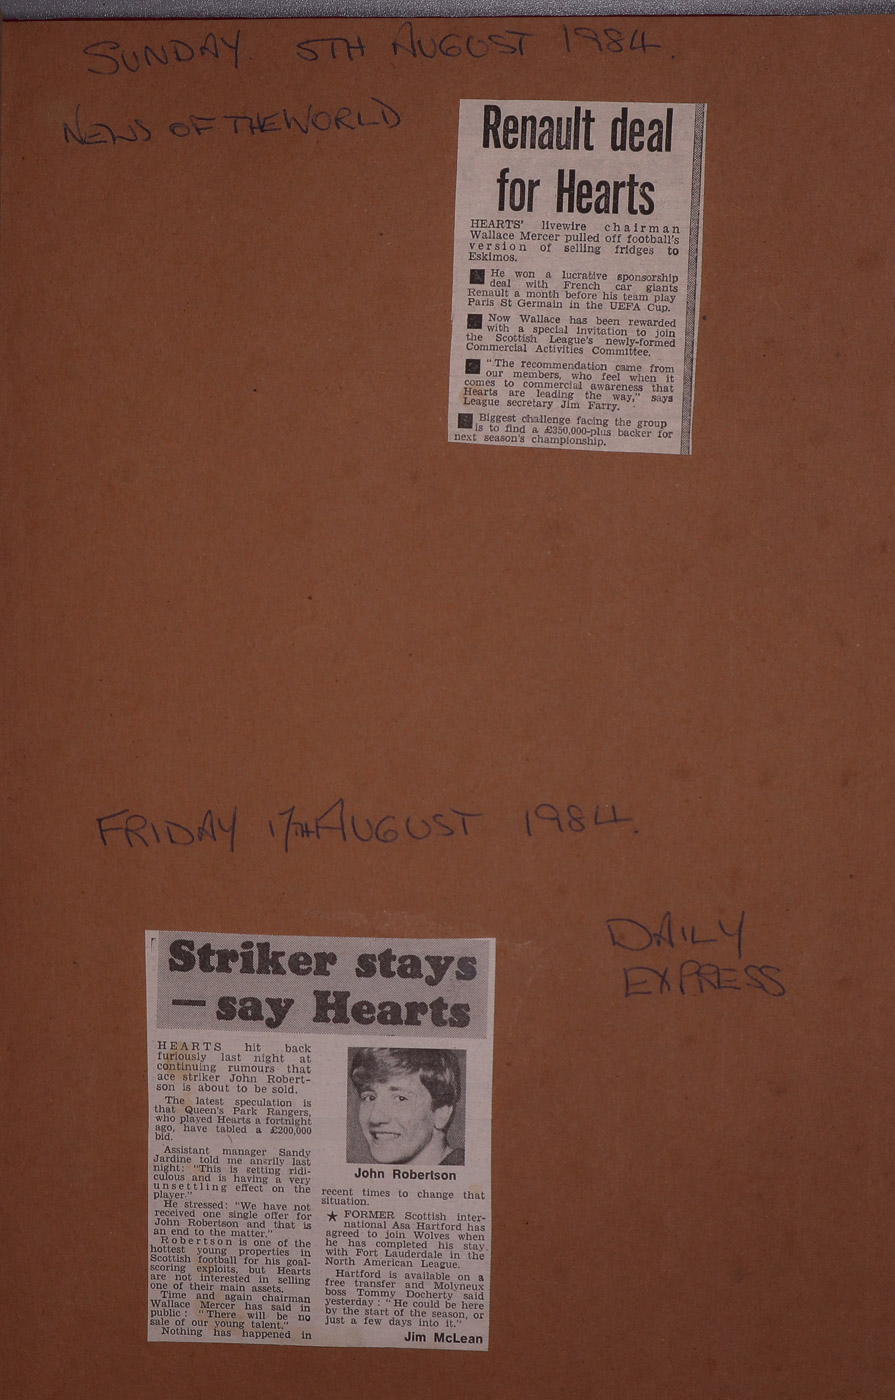 SUNDAY 5TH AUGUST 1984.
NEWS OF THE WORLD
Renault deal
for Hearts
HEARTS' livewire chairman
Wallace Mercer pulled off football's
version of selling fridges to
Eskimos.
He won a lucrative sponsorship
deal with French car giants
Renault a month before his team play
Paris St Germain in the UEFA Cup.
Now Wallace has been rewarded
with a special invitation to join
the Scottish League's newly-formed
Commercial Activities Committee.
"The recommendation came from
our members, who feel when it
comes to commercial awareness that
Hearts are leading the way," says
League secretary Jim Farry.
Biggest challenge facing the group
is to find a £350,000-plus backer for
next season's championship.
FRIDAY 17TH AUGUST 1984.
DAILY
EXPRESS
Striker stays
— say Hearts
HEARTS hit back
furiously last night at
continuing rumours that
ace striker John Robert-
son is about to be sold.
The latest speculation is
that Queen's Park Rangers,
who played Hearts a fortnight
ago, have tabled a £200,000
bid.
Assistant manager Sandy
Jardine told me angrily last
night: "This is getting ridi-
culous and is having a very
unsettling effect on the
player."
He stressed: "We have not
received one single offer for
John Robertson and that is
an end to the matter."
Robertson is one of the
hottest young properties in
Scottish football for his goal-
scoring exploits, but Hearts
are not interested in selling
one of their main assets.
Time and again chairman
Wallace Mercer has said in
public: "There will be no
sale of our young talent."
Nothing has happened in
John Robertson
recent times to change that
situation.
★ FORMER Scottish inter-
national Asa Hartford has
agreed to join Wolves when
he has completed his stay
with Fort Lauderdale in the
North American League.
Hartford is available on a
free transfer and Molyneux
boss Tommy Docherty said
yesterday: "He could be here
by the start of the season, or
just a few days into it."
Jim McLean